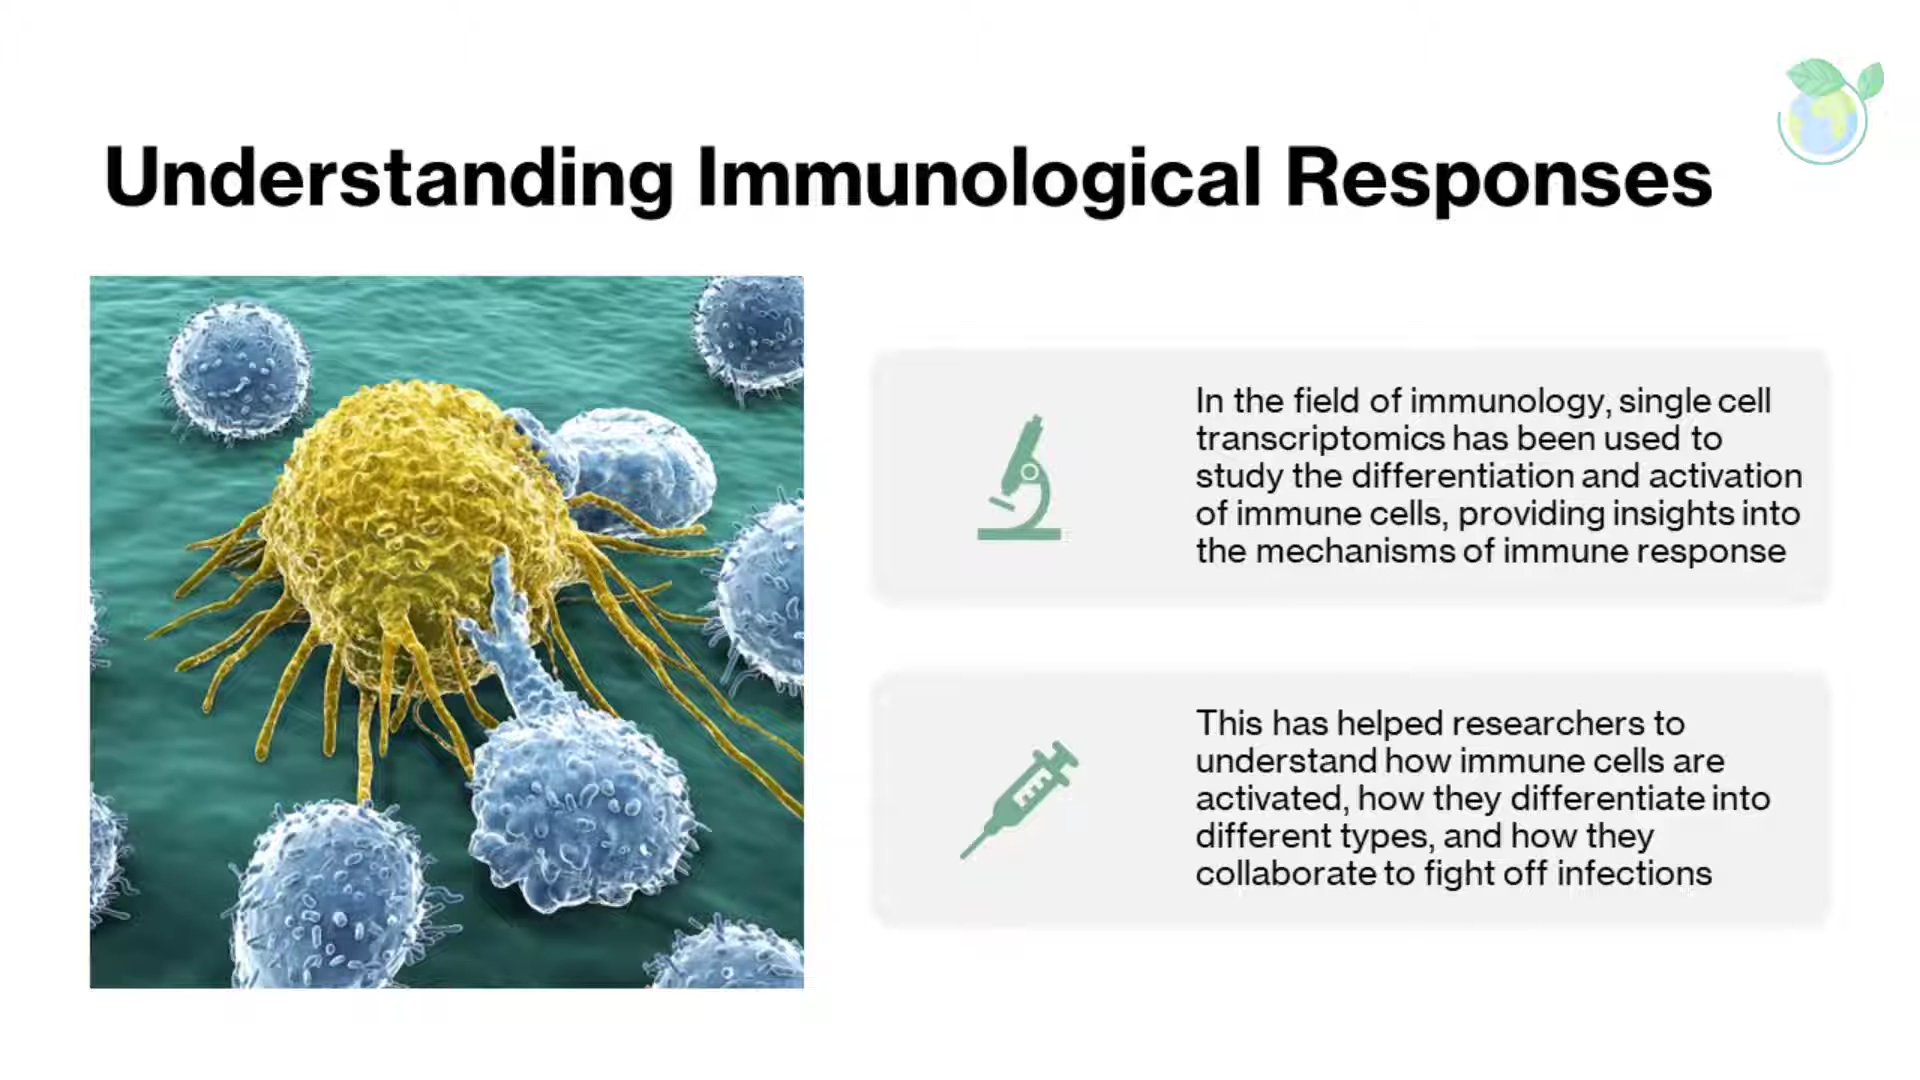 Understanding Immunological Responses
In the field of immunology, single cell
transcriptomics has been used to
study the differentiation and activation
of immune cells, providing insights into
the mechanisms of immune response
This has helped researchers to
understand how immune cells are
activated, how they differentiate into
different types, and how they
collaborate to fight off infections